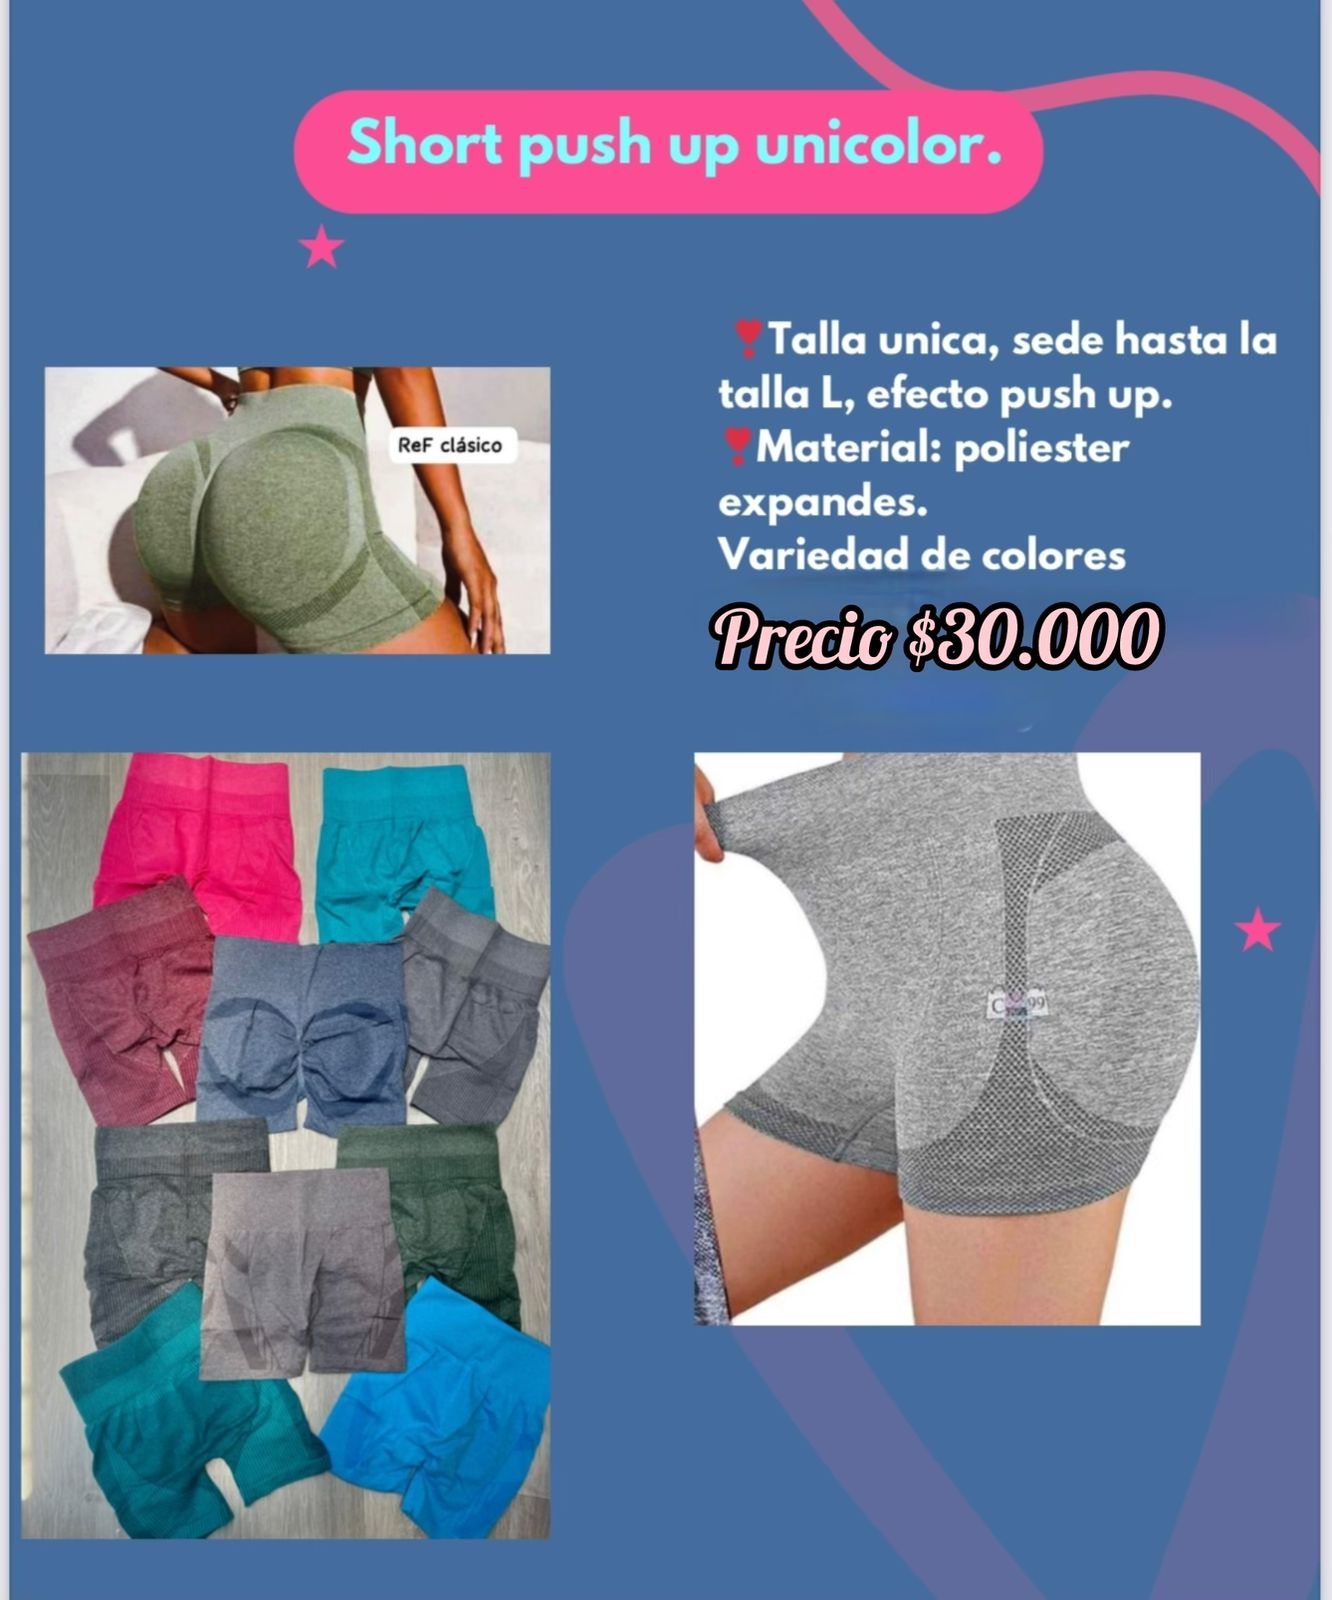 Short push up unicolor.
❣Talla unica, sede hasta la
talla L, efecto push up.
❣Material: poliester
expandes.
Variedad de colores
Precio $30.000
ReF clásico